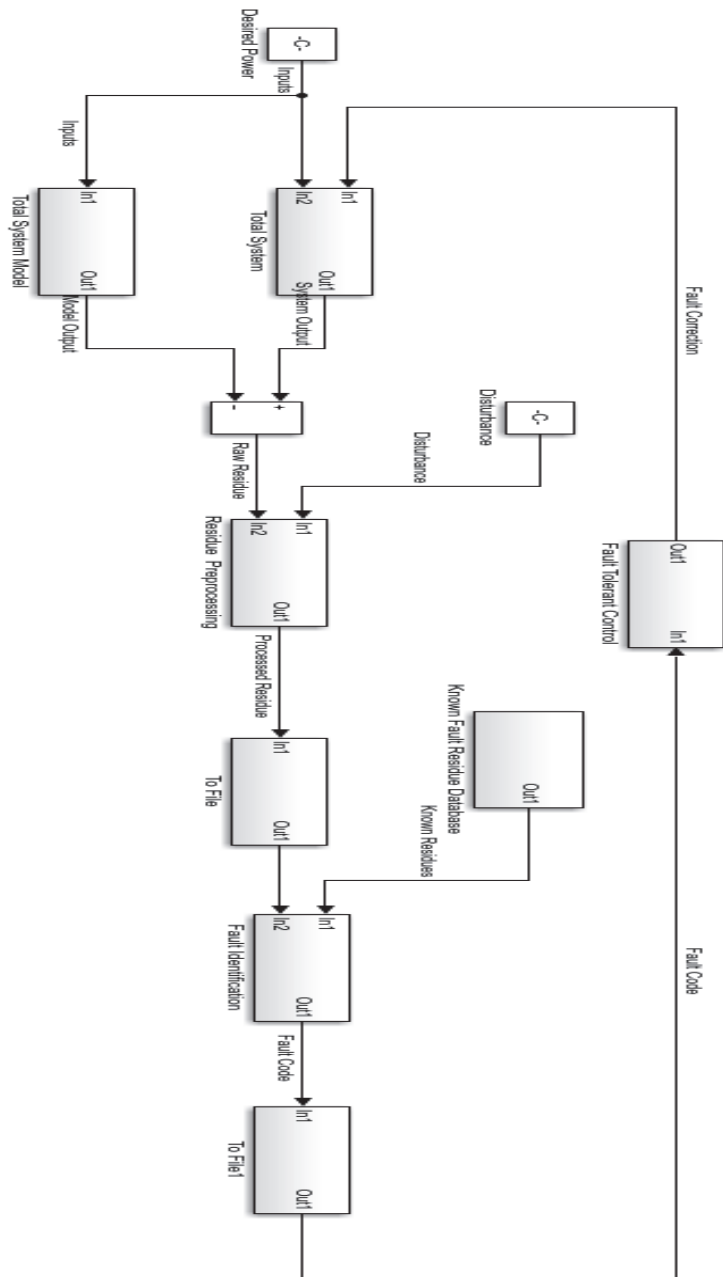 Fault Correction
Fault Code
Out1
In1
Fault Tolerant Control
-C-
Disturbance
Disturbance
Out1
Known Fault Residue Database
Known Residues
-C-
Desired Power
Inputs
In1
In2
Out1
Total System
System Output
Inputs
In1
Out1
Total System Model
Model Output
+
-
Raw Residue
In1
In2
Out1
Residue Preprocessing
Processed Residue
In1
Out1
To File
In1
In2
Out1
Fault Identification
Fault Code
In1
Out1
To File1